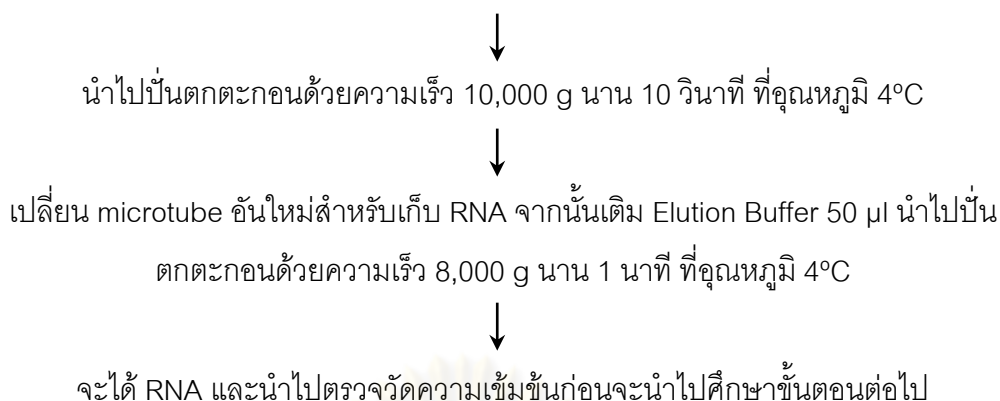 นำไปปั่นตกตะกอนด้วยความเร็ว 10,000 g นาน 10 วินาที ที่อุณหภูมิ 4ºC
เปลี่ยน microtube อันใหม่สำหรับเก็บ RNA จากนั้นเติม Elution Buffer 50 µl นำไปปั่น
ตกตะกอนด้วยความเร็ว 8,000 g นาน 1 นาที ที่อุณหภูมิ 4ºC
จะได้ RNA และนำไปตรวจวัดความเข้มข้นก่อนจะนำไปศึกษาขั้นตอนต่อไป